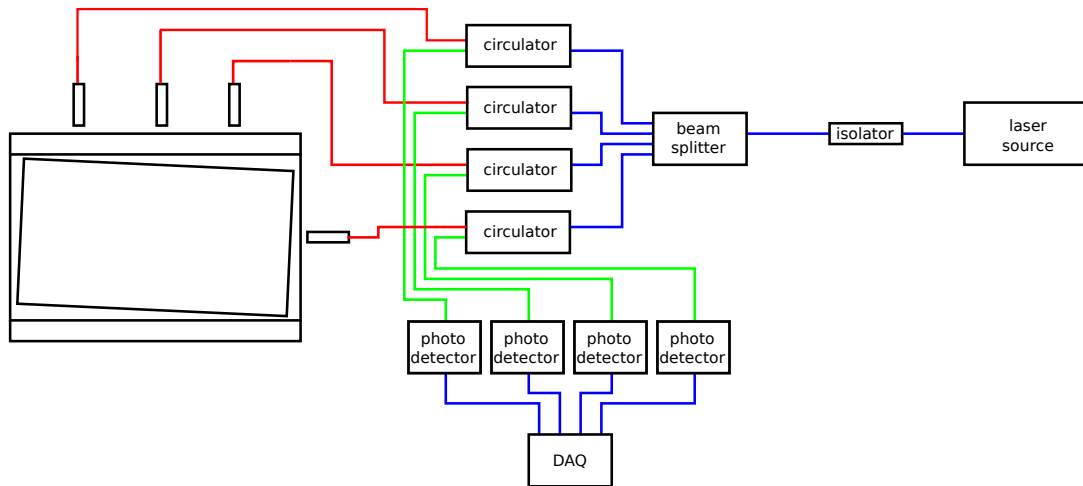 circulator
circulator
circulator
circulator
beam
splitter
isolator
laser
source
photo
detector
photo
detector
photo
detector
photo
detector
DAQ